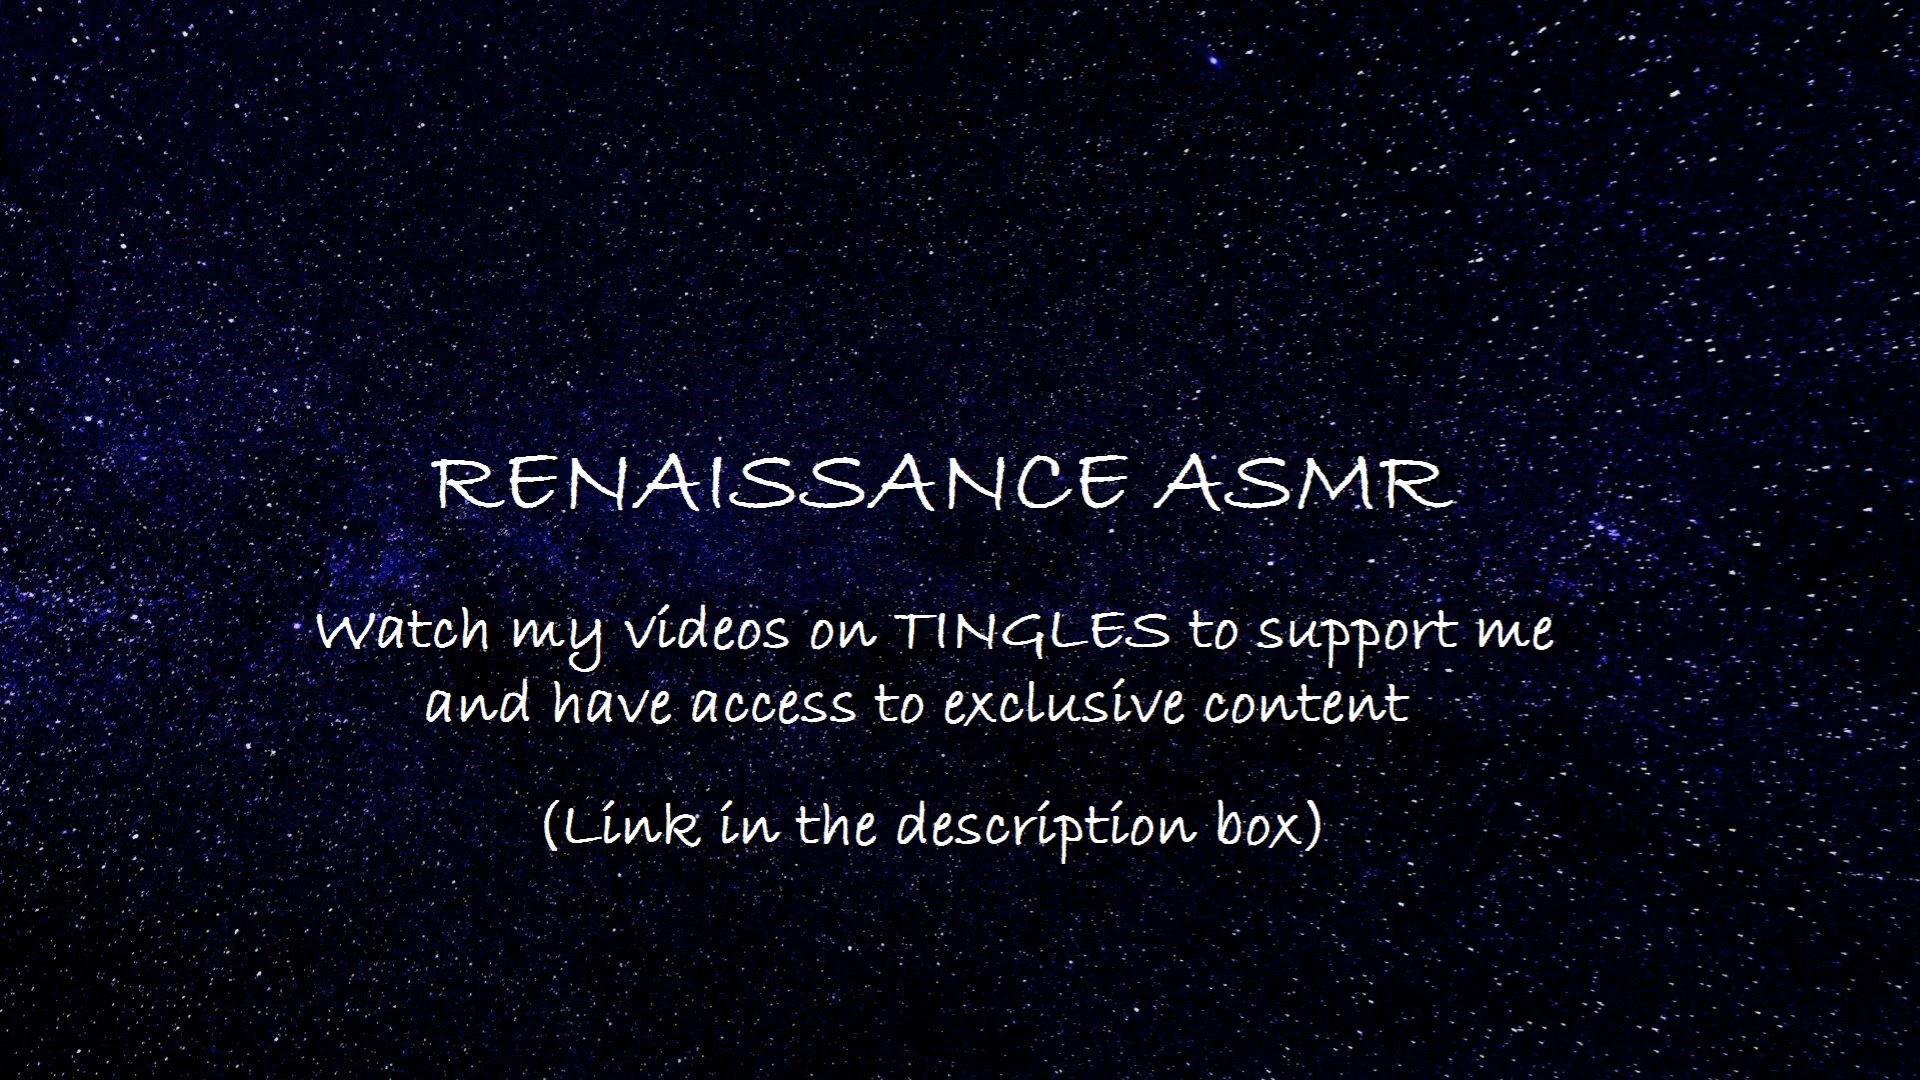 RENAISSANCE ASMR
Watch my videos on TINGLES to support me
and have access to exclusive content
(Link in the description box)